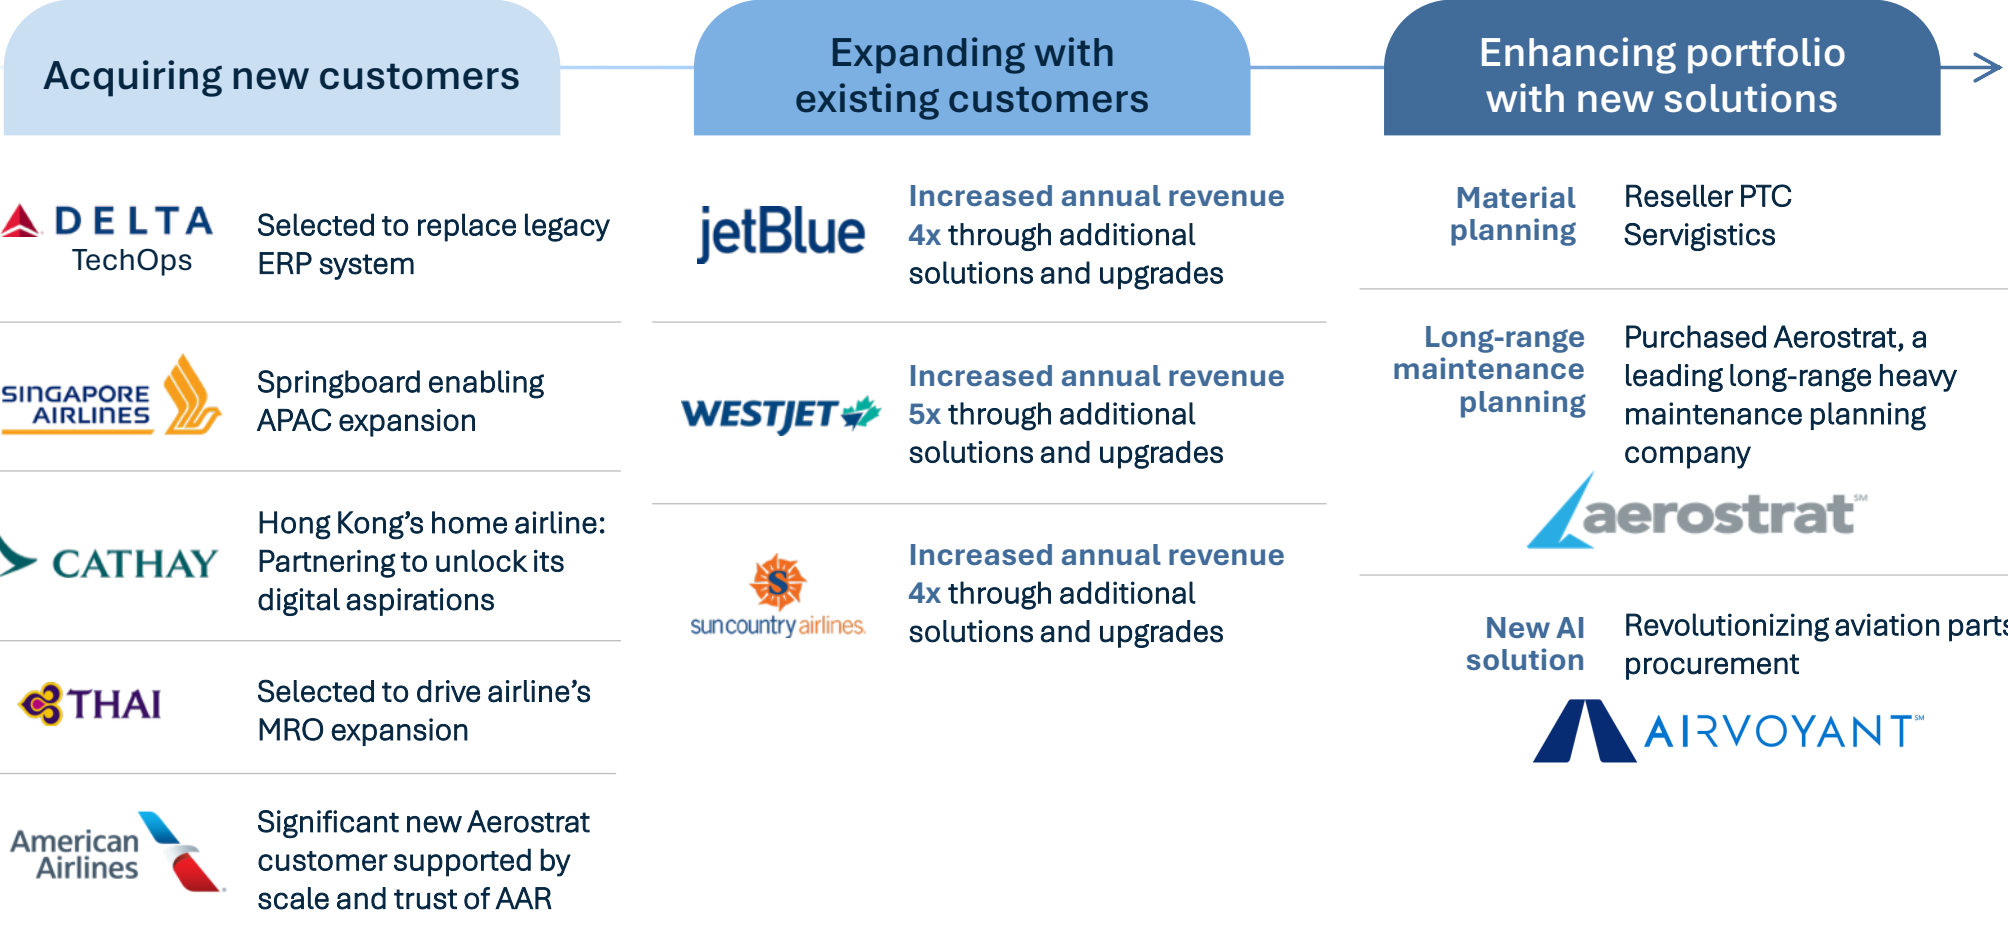 Acquiring new customers
DELTA
TechOps
Selected to replace legacy
ERP system
SINGAPORE
AIRLINES
Springboard enabling
APAC expansion
CATHAY
Hong Kong’s home airline:
Partnering to unlock its
digital aspirations
THAI
Selected to drive airline’s
MRO expansion
American
Airlines
Significant new Aerostrat
customer supported by
scale and trust of AAR
Expanding with
existing customers
jetBlue
Increased annual revenue
4x through additional
solutions and upgrades
WESTJET
Increased annual revenue
5x through additional
solutions and upgrades
S
sun country airlines.
Increased annual revenue
4x through additional
solutions and upgrades
Enhancing portfolio
with new solutions
Material
planning
Reseller PTC
Servigistics
Long-range
maintenance
planning
Purchased Aerostrat, a
leading long-range heavy
maintenance planning
company
aerostrat℠
New AI
solution
Revolutionizing aviation parts
procurement
AIRVOYANT℠